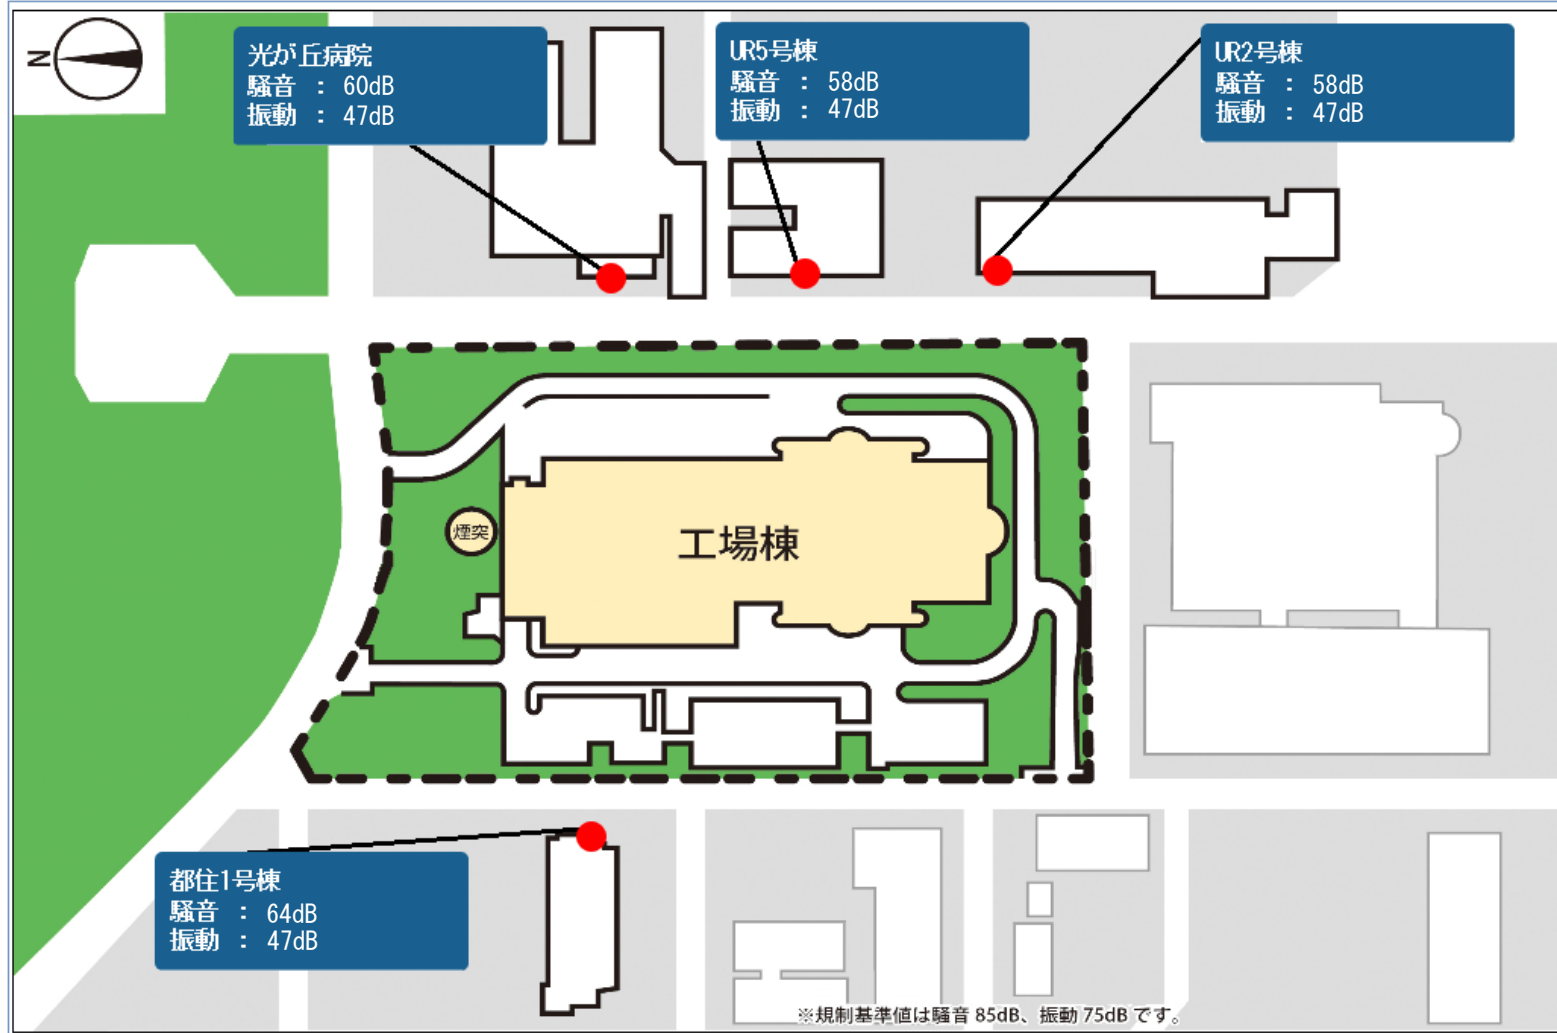 N
光が丘病院
騒音 : 60dB
振動 : 47dB
UR5号棟
騒音 : 58dB
振動 : 47dB
UR2号棟
騒音 : 58dB
振動 : 47dB
煙突
工場棟
都住1号棟
騒音 : 64dB
振動 : 47dB
※規制基準値は騒音 85dB、振動 75dB です。